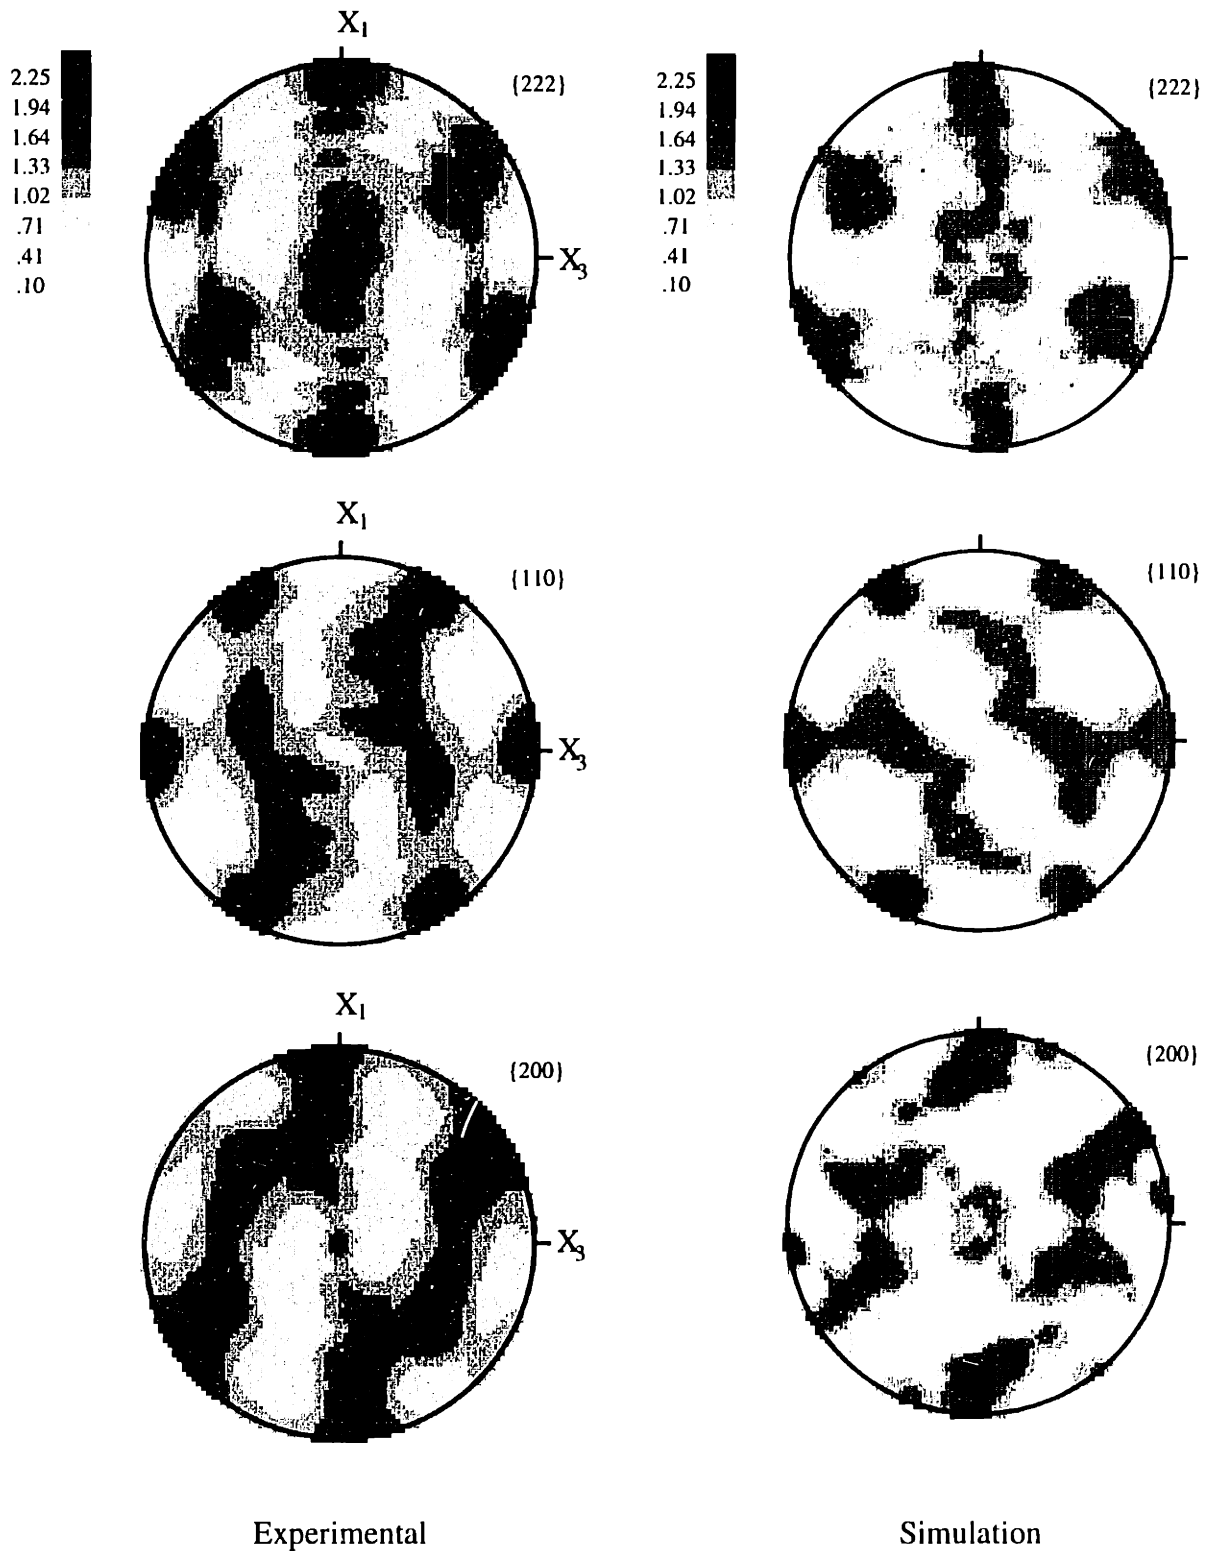 X1
2.25
1.94
1.64
1.33
1.02
.71
.41
.10
{222}
X3
2.25
1.94
1.64
1.33
1.02
.71
.41
.10
{222}
X1
{110}
X3
{110}
X1
{200}
X3
{200}
Experimental
Simulation